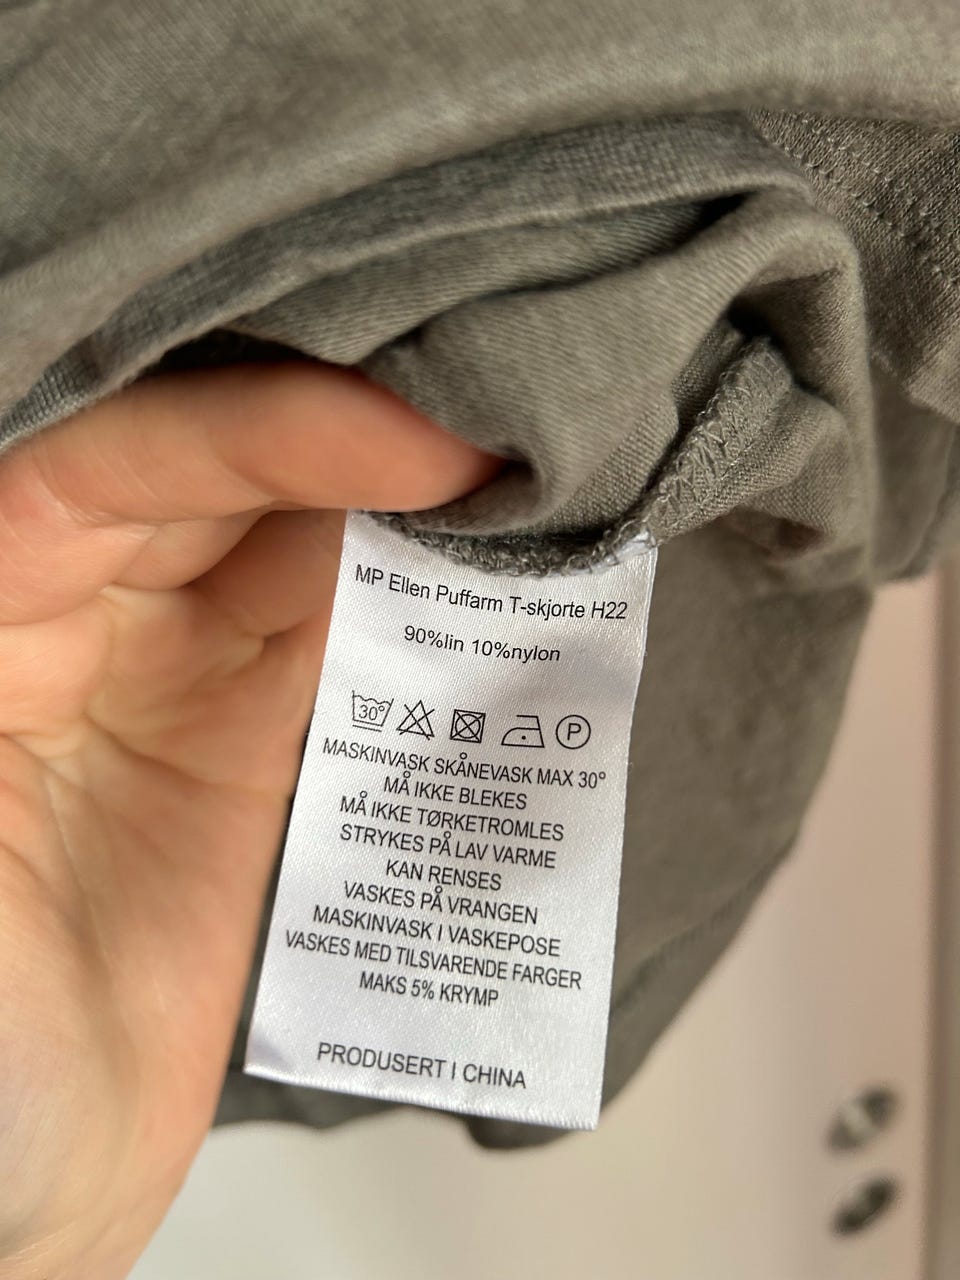 MP Ellen Puffarm T-skjorte H22
90%lin 10%nylon
30° P
MASKINVASK SKÅNEVASK MAX 30°
MÅ IKKE BLEKES
MÅ IKKE TØRKETROMLES
STRYKES PÅ LAV VARME
KAN RENSES
VASKES PÅ VRANGEN
MASKINVASK I VASKEPOSE
VASKES MED TILSVARENDE FARGER
MAKS 5% KRYMP
PRODUSERT I CHINA